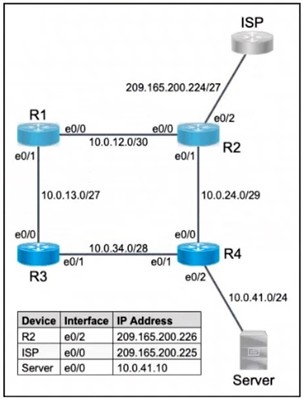 ISP
209.165.200.224/27
R1
e0/0
e0/0
e0/2
R2
10.0.12.0/30
e0/1
e0/1
10.0.13.0/27
10.0.24.0/29
e0/0
10.0.34.0/28
e0/0
R4
R3
e0/1
e0/1
e0/2
10.0.41.0/24
Device Interface IP Address
R2 e0/2 209.165.200.226
ISP e0/0 209.165.200.225
Server e0/0 10.0.41.10
Server